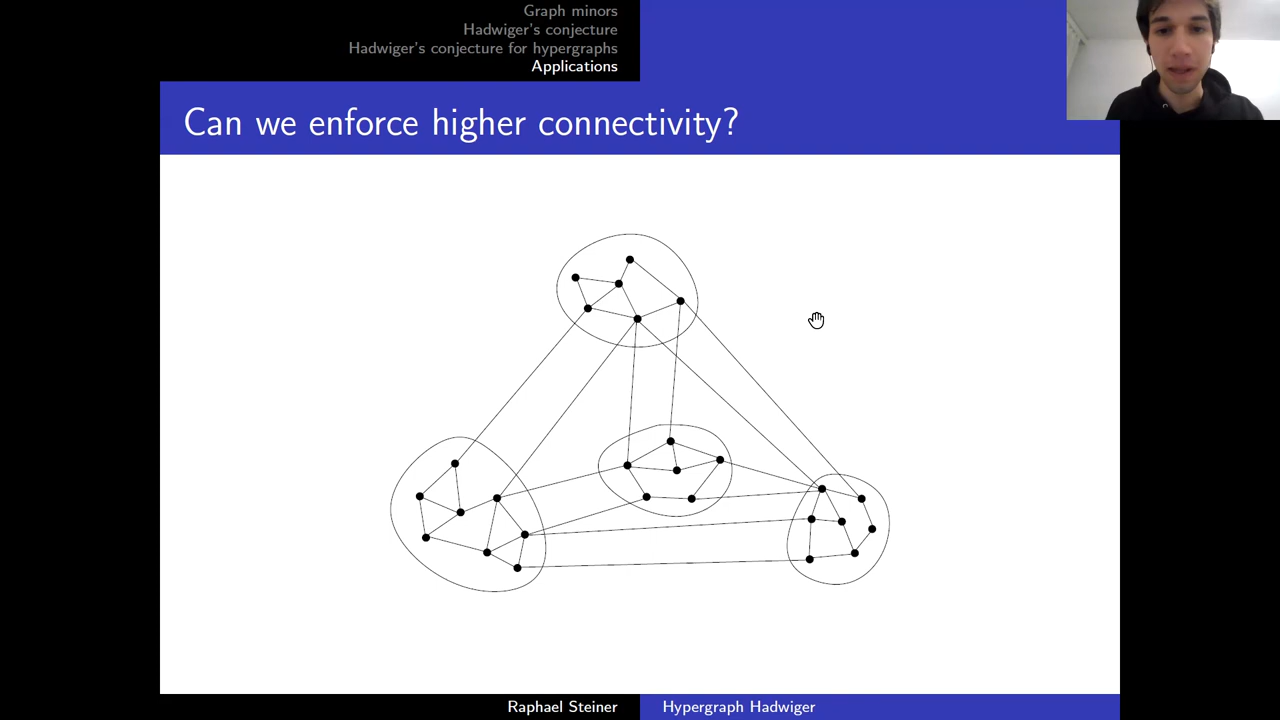 Graph minors
Hadwiger's conjecture
Hadwiger's conjecture for hypergraphs
Applications
Can we enforce higher connectivity?
Raphael Steiner
Hypergraph Hadwiger